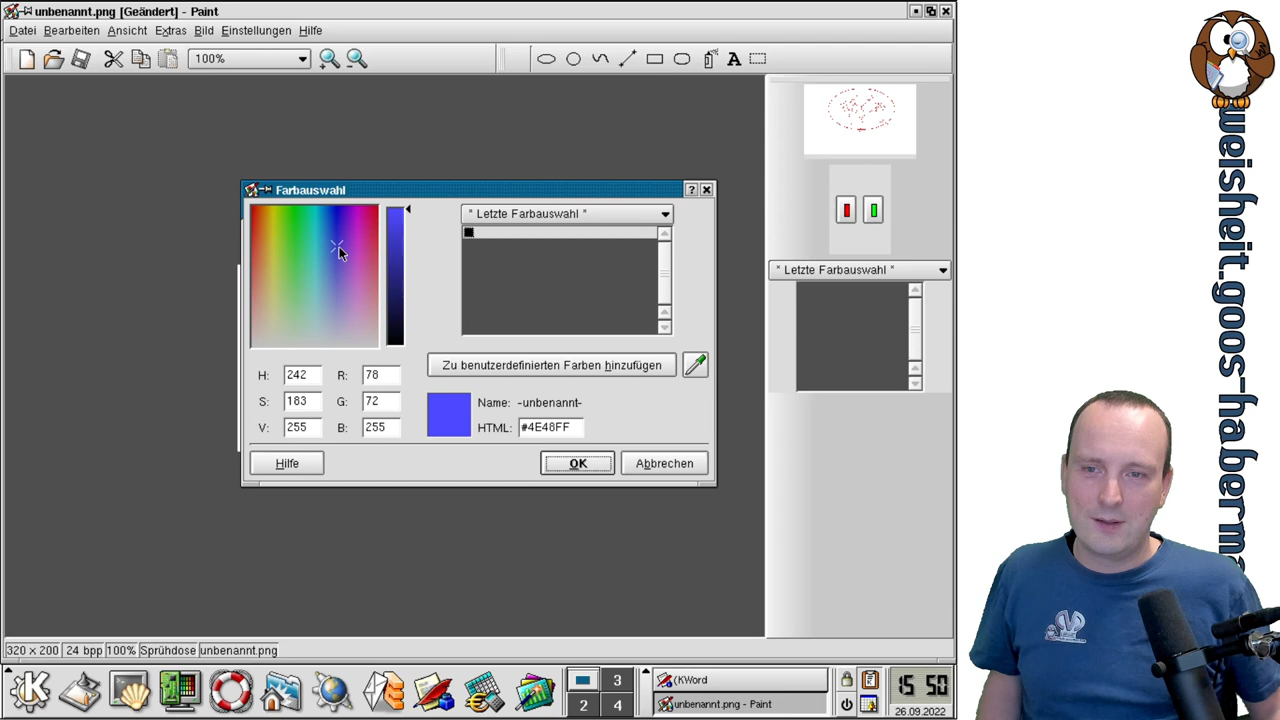 unbenannt.png [Geändert] - Paint
Datei Bearbeiten Ansicht Extras Bild Einstellungen Hilfe
100%
A
Farbauswahl
?
" Letzte Farbauswahl "
" Letzte Farbauswahl "
Zu benutzerdefinierten Farben hinzufügen
H: 242 R: 78
S: 183 G: 72
V: 255 B: 255
Name: -unbenannt-
HTML: #4E48FF
Hilfe
OK
Abbrechen
320 x 200 24 bpp 100% Sprühdose unbenannt.png
3
2 4
(KWord
unbenannt.png - Paint
15 50
26.09.2022
weisheit.goos-haberm